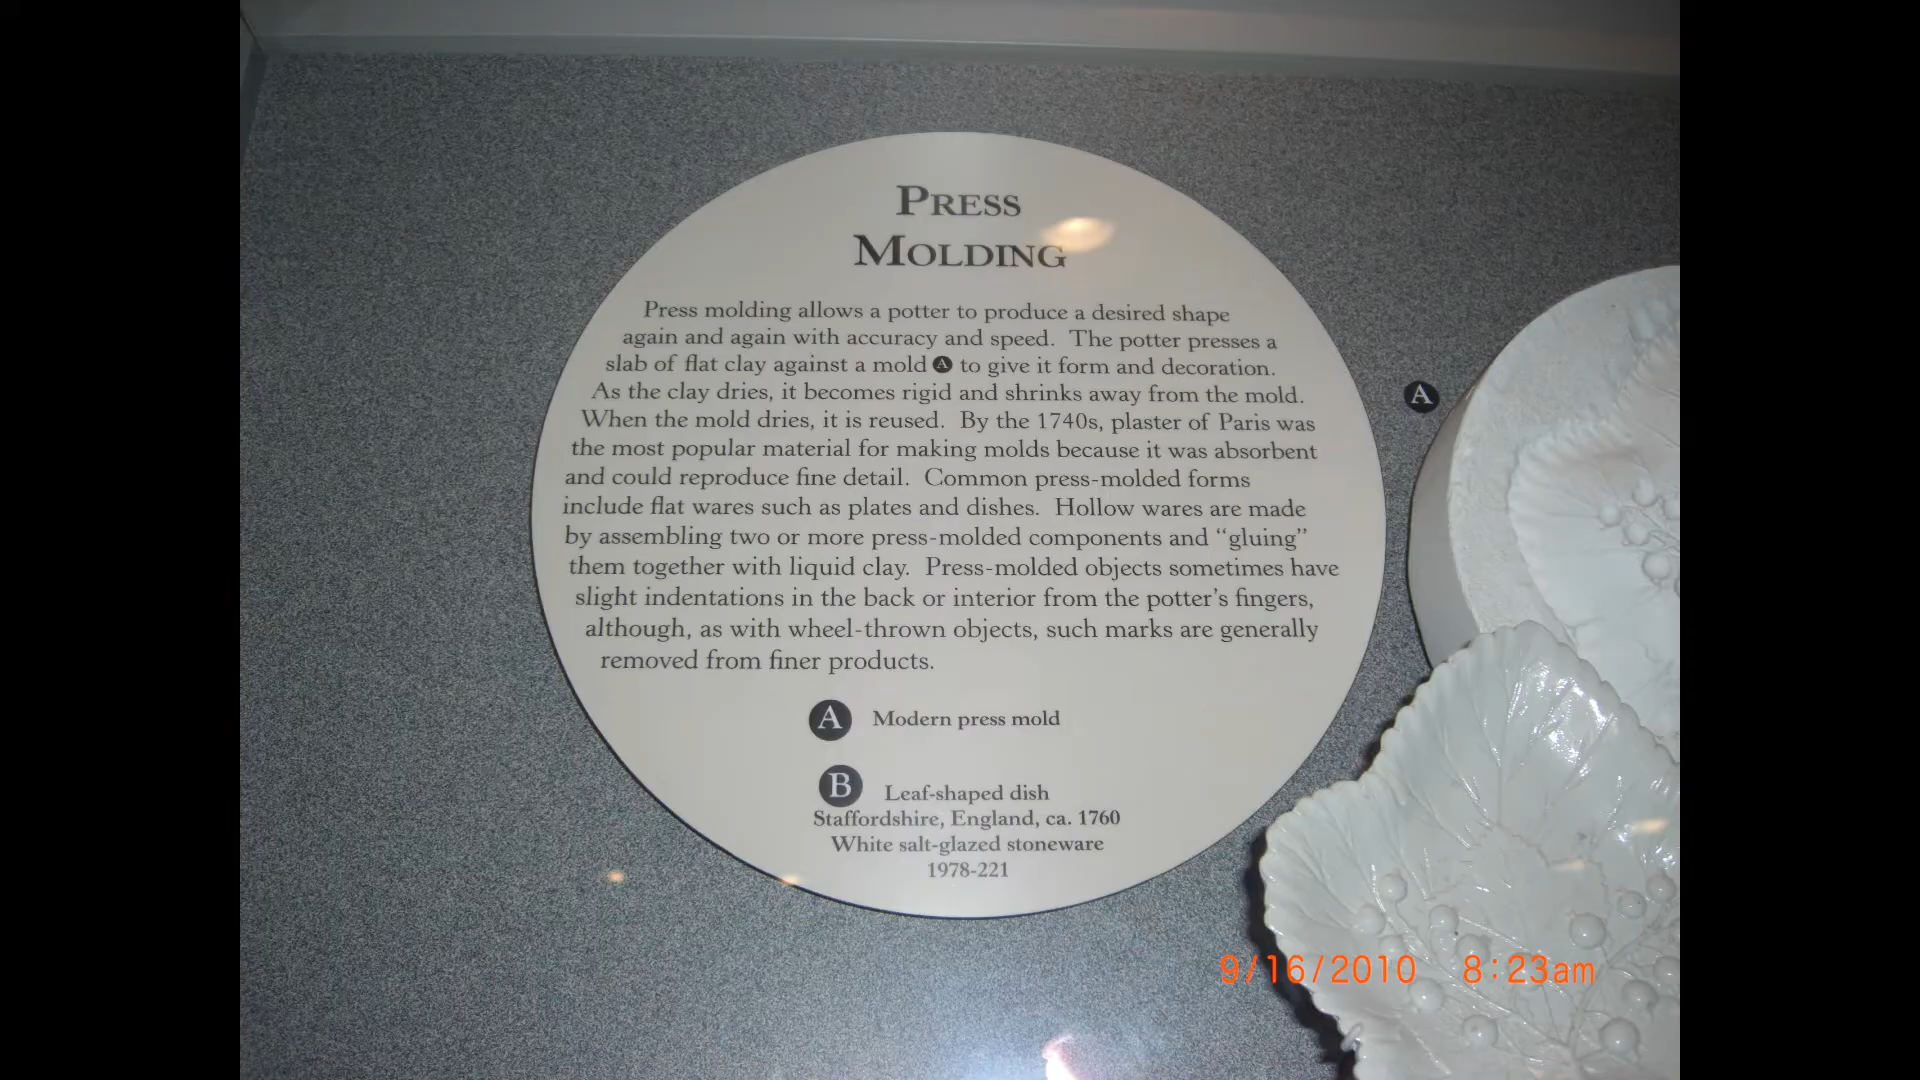 PRESS
MOLDING
Press molding allows a potter to produce a desired shape
again and again with accuracy and speed. The potter presses a
slab of flat clay against a mold A to give it form and decoration.
As the clay dries, it becomes rigid and shrinks away from the mold.
When the mold dries, it is reused. By the 1740s, plaster of Paris was
the most popular material for making molds because it was absorbent
and could reproduce fine detail. Common press-molded forms
include flat wares such as plates and dishes. Hollow wares are made
by assembling two or more press-molded components and “gluing”
them together with liquid clay. Press-molded objects sometimes have
slight indentations in the back or interior from the potter’s fingers,
although, as with wheel-thrown objects, such marks are generally
removed from finer products.
A Modern press mold
B Leaf-shaped dish
Staffordshire, England, ca. 1760
White salt-glazed stoneware
1978-221
A
9/16/2010 8:23am